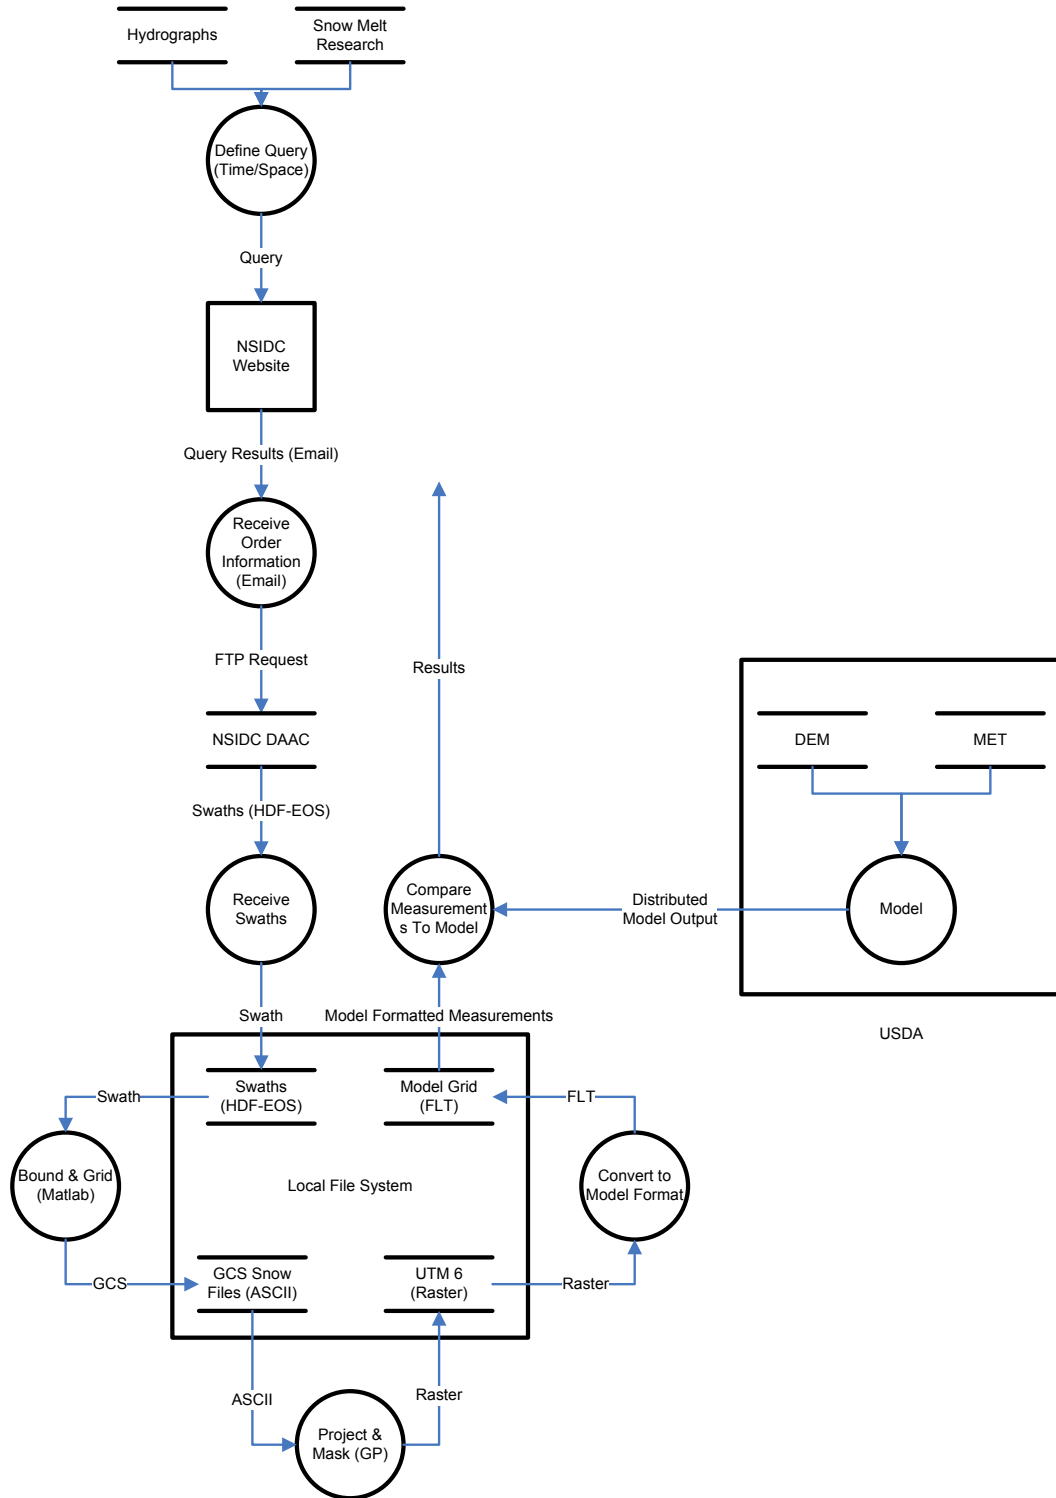 Hydrographs
Snow Melt
Research
Define Query
(Time/Space)
Query
NSIDC
Website
Query Results (Email)
Receive
Order
Information
(Email)
FTP Request
Results
NSIDC DAAC
DEM
MET
Swaths (HDF-EOS)
Receive
Swaths
Compare
Measurement
s To Model
Distributed
Model Output
Model
Swath
Model Formatted Measurements
USDA
Swath
Swaths
(HDF-EOS)
Model Grid
(FLT)
FLT
Bound & Grid
(Matlab)
Local File System
Convert to
Model Format
GCS
GCS Snow
Files (ASCII)
UTM 6
(Raster)
Raster
ASCII
Raster
Project &
Mask (GP)